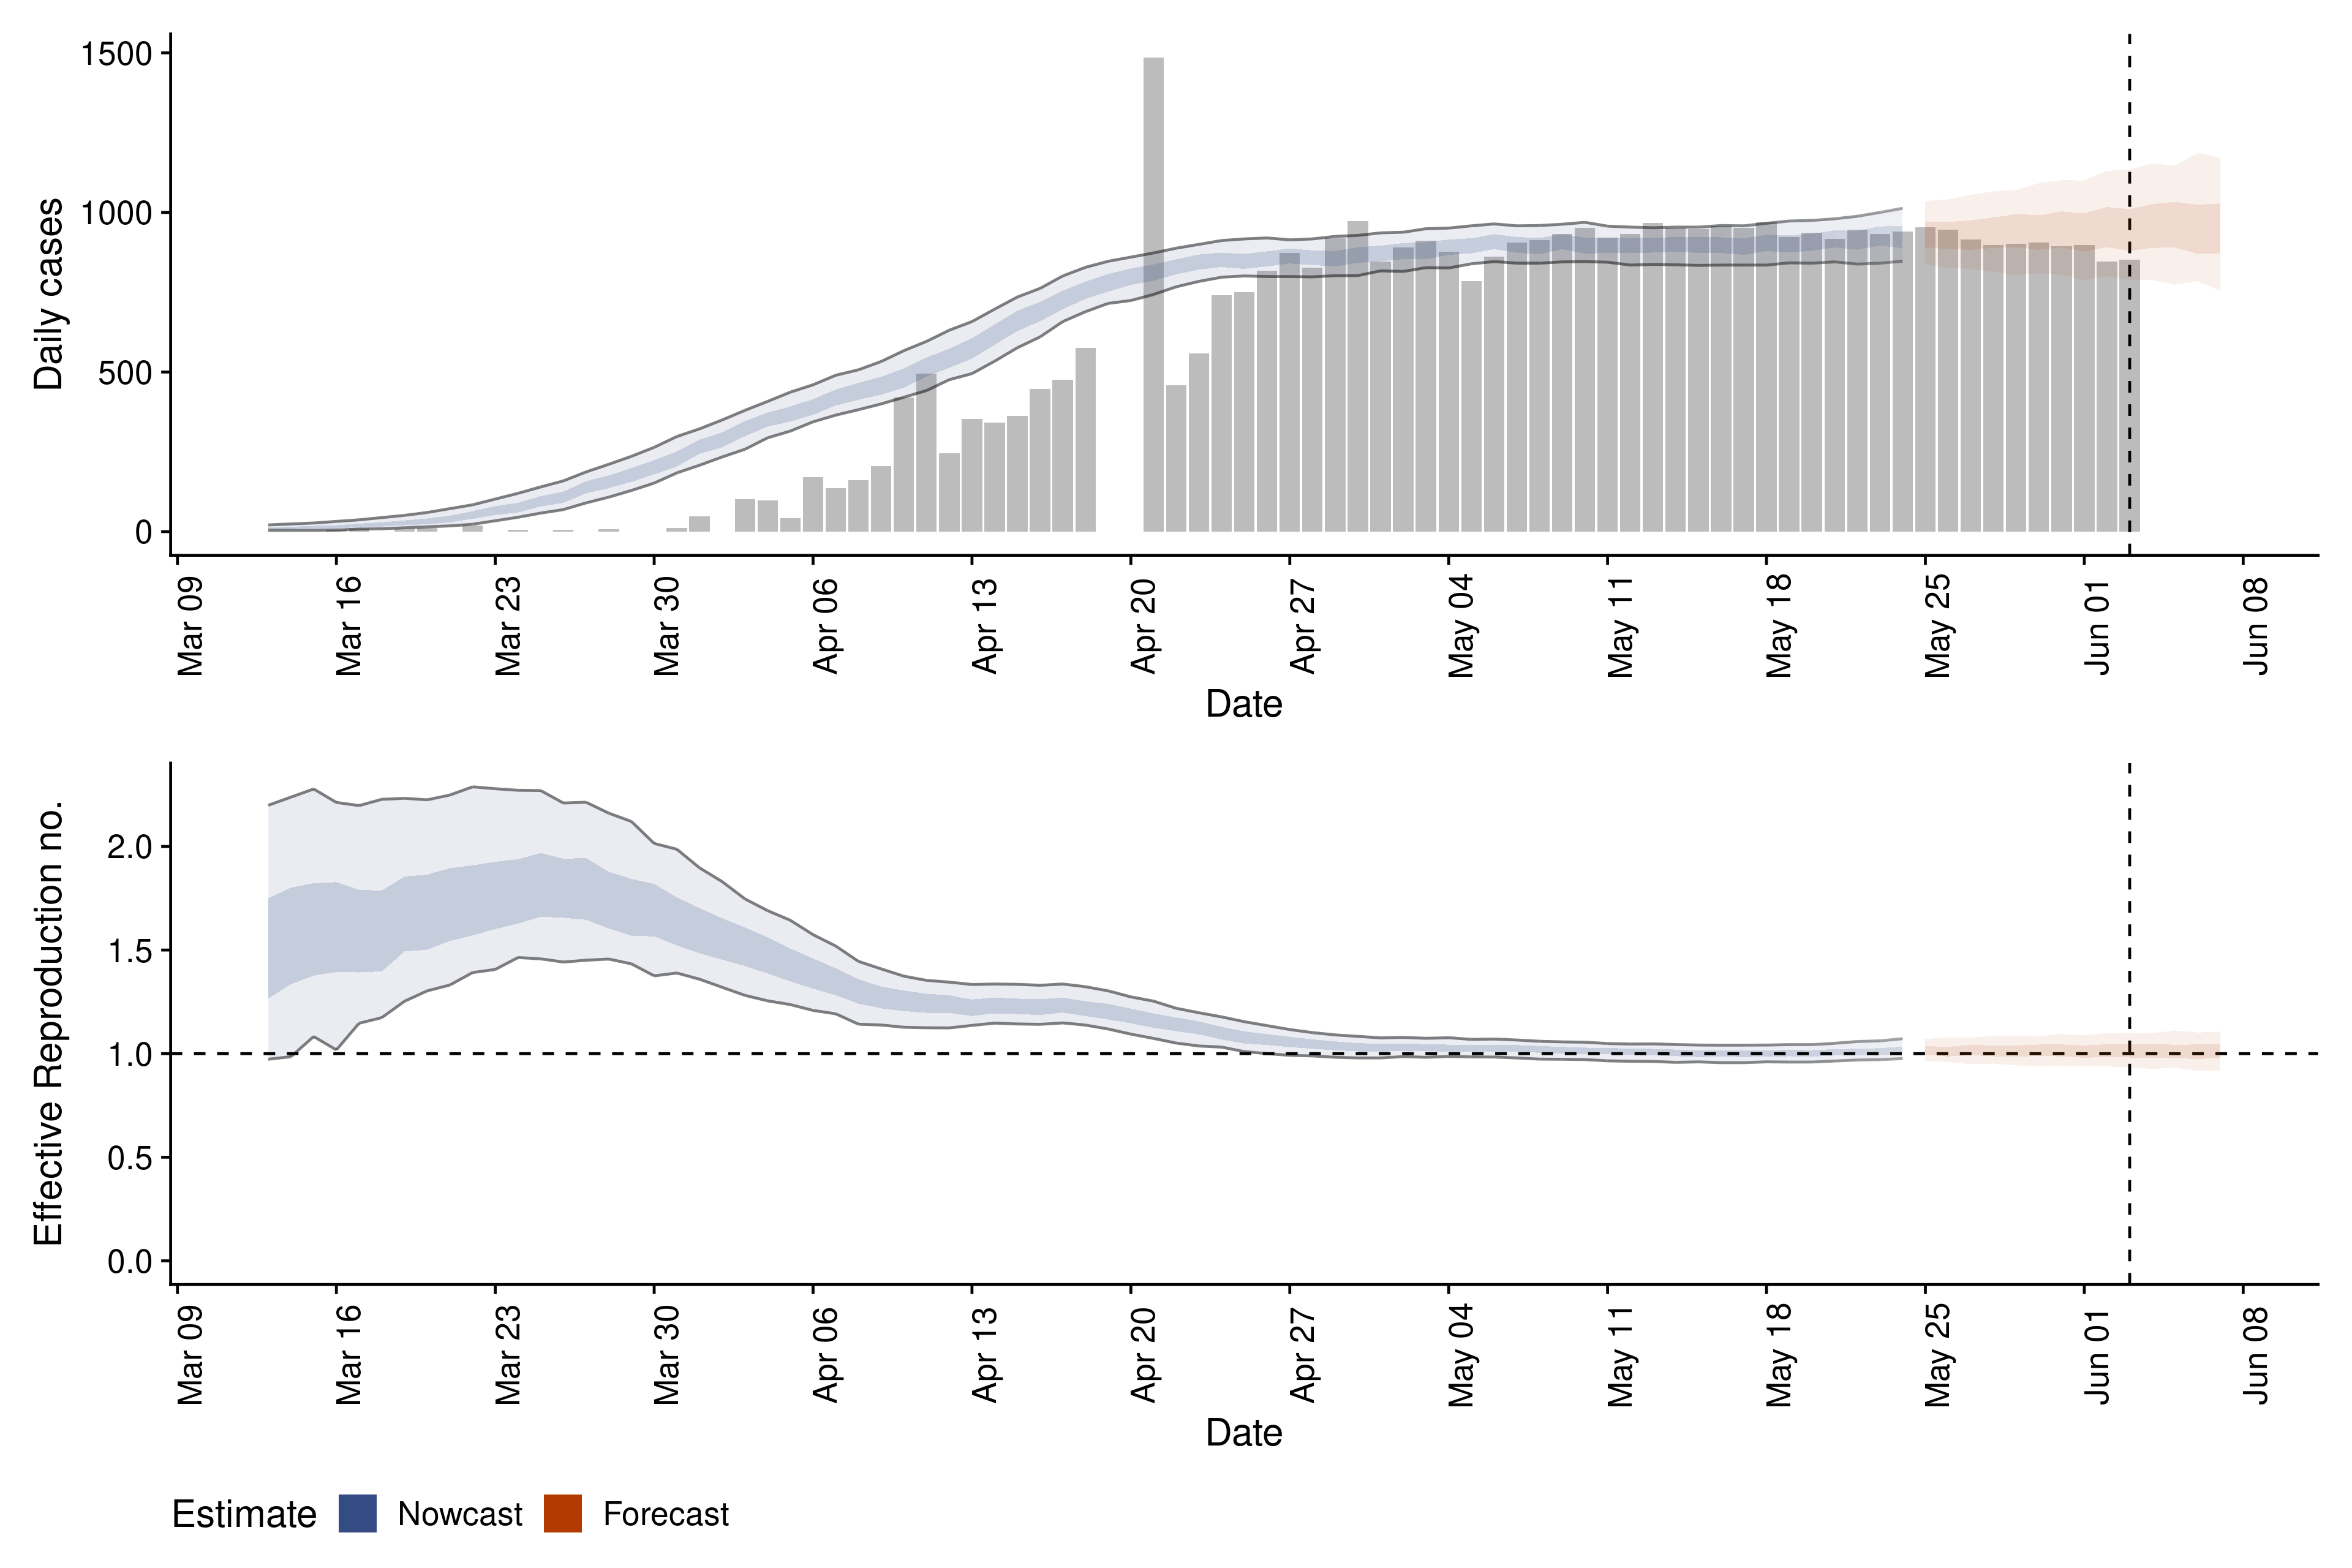 Daily cases
1500
1000
500
0
Mar 09
Mar 16
Mar 23
Mar 30
Apr 06
Apr 13
Apr 20
Apr 27
May 04
May 11
May 18
May 25
Jun 01
Jun 08
Date
Effective Reproduction no.
2.0
1.5
1.0
0.5
0.0
Mar 09
Mar 16
Mar 23
Mar 30
Apr 06
Apr 13
Apr 20
Apr 27
May 04
May 11
May 18
May 25
Jun 01
Jun 08
Date
Estimate Nowcast Forecast